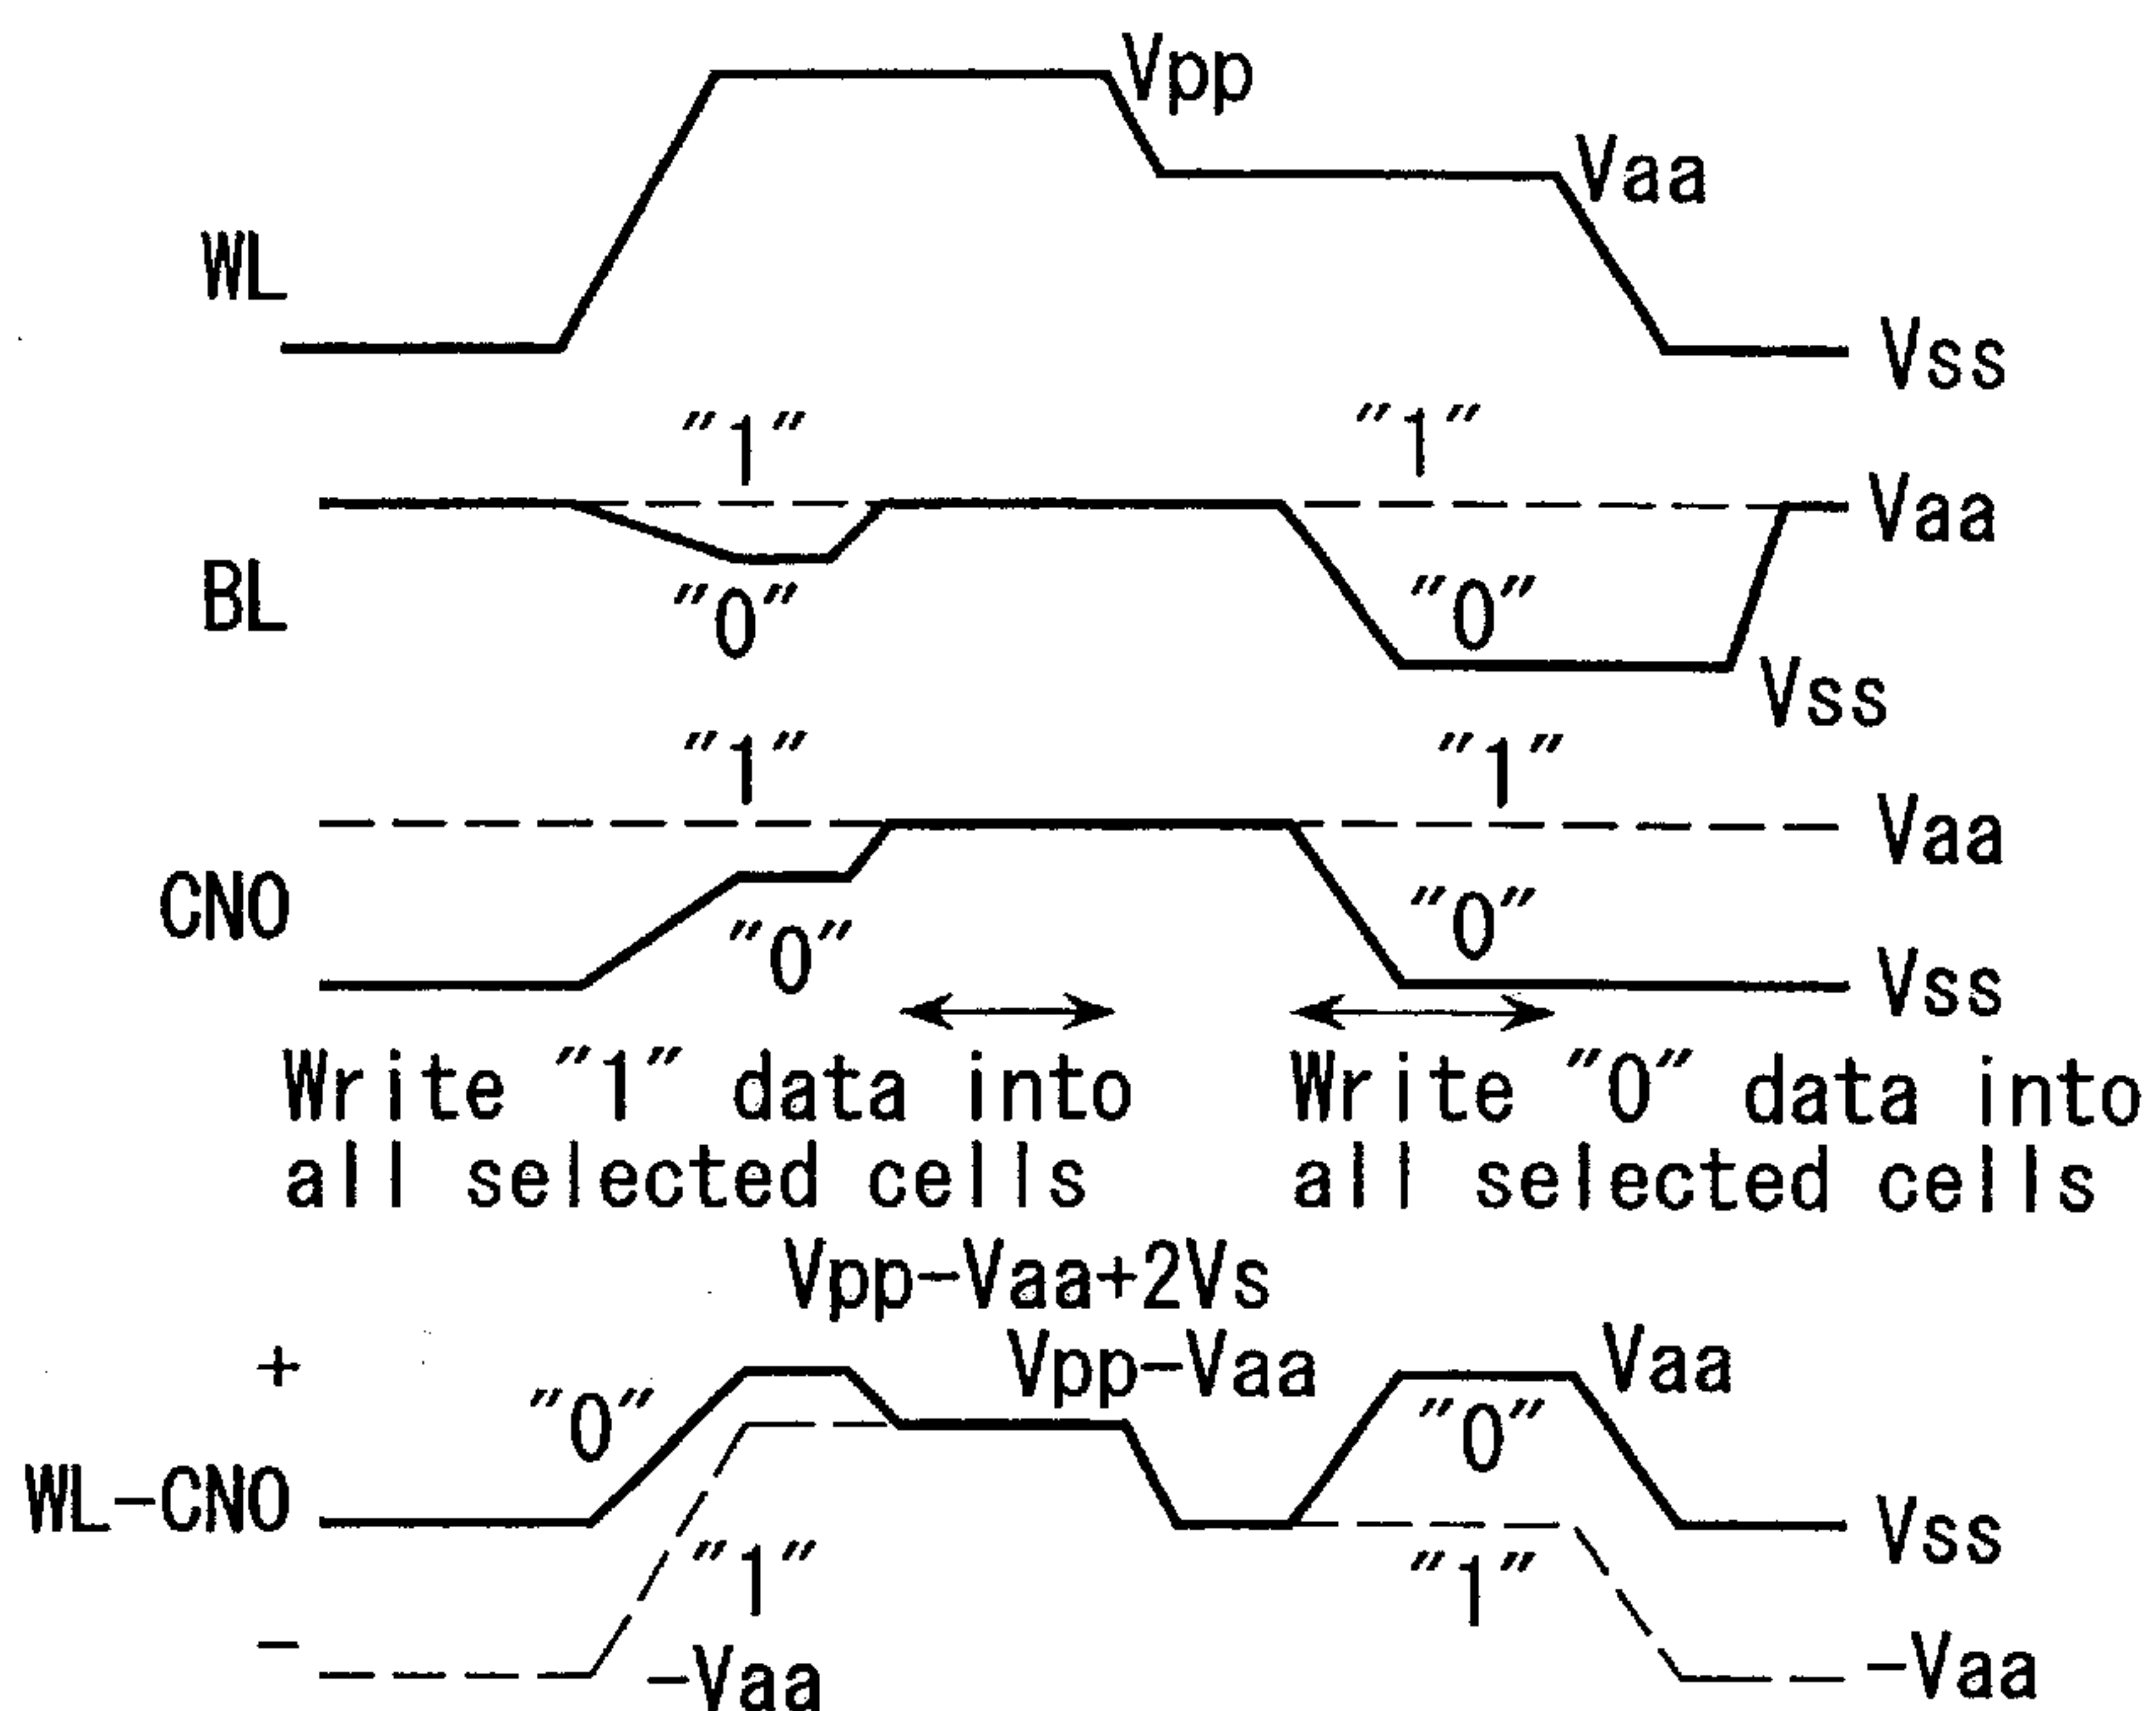 Vpp
Vaa
WL
Vss
"1" "1"
Vaa
BL
"0" "0"
Vss
"1" "1"
Vaa
CNO
"0" "0"
Vss
Write "1" data into
all selected cells
Write "0" data into
all selected cells
Vpp-Vaa+2Vs
+ Vpp-Vaa Vaa
"0" "0"
WL-CNO
Vss
"1" "1"
-
-Vaa -Vaa